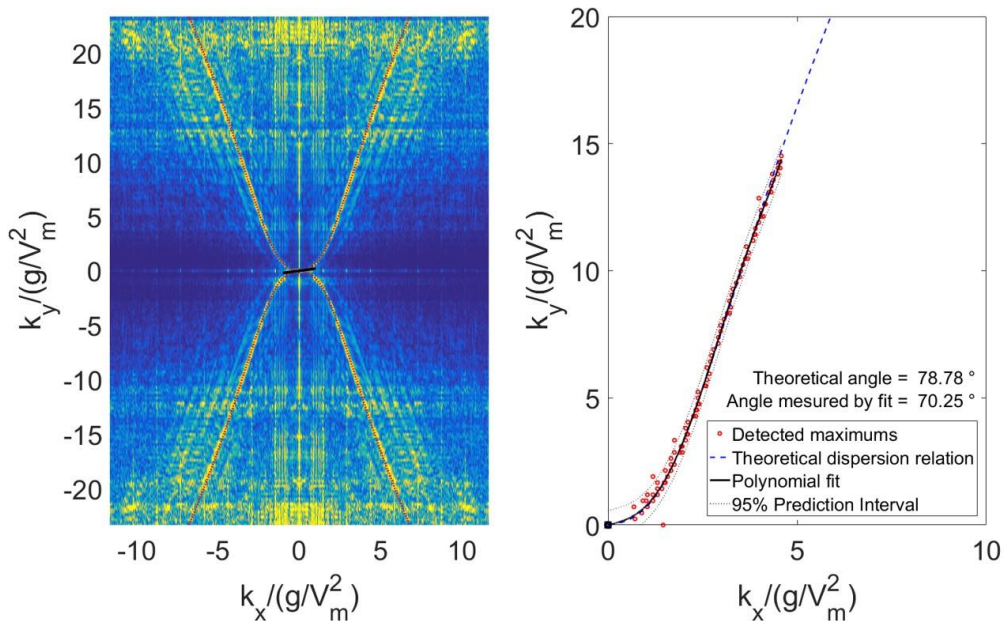 20
15
10
5
0
-5
-10
-15
-20
k_y/(g/V_m^2)
-10 -5 0 5 10
k_x/(g/V_m^2)
20
15
10
5
0
k_y/(g/V_m^2)
Theoretical angle = 78.78 °
Angle mesured by fit = 70.25 °
Detected maximums
Theoretical dispersion relation
Polynomial fit
95% Prediction Interval
0 5 10
k_x/(g/V_m^2)